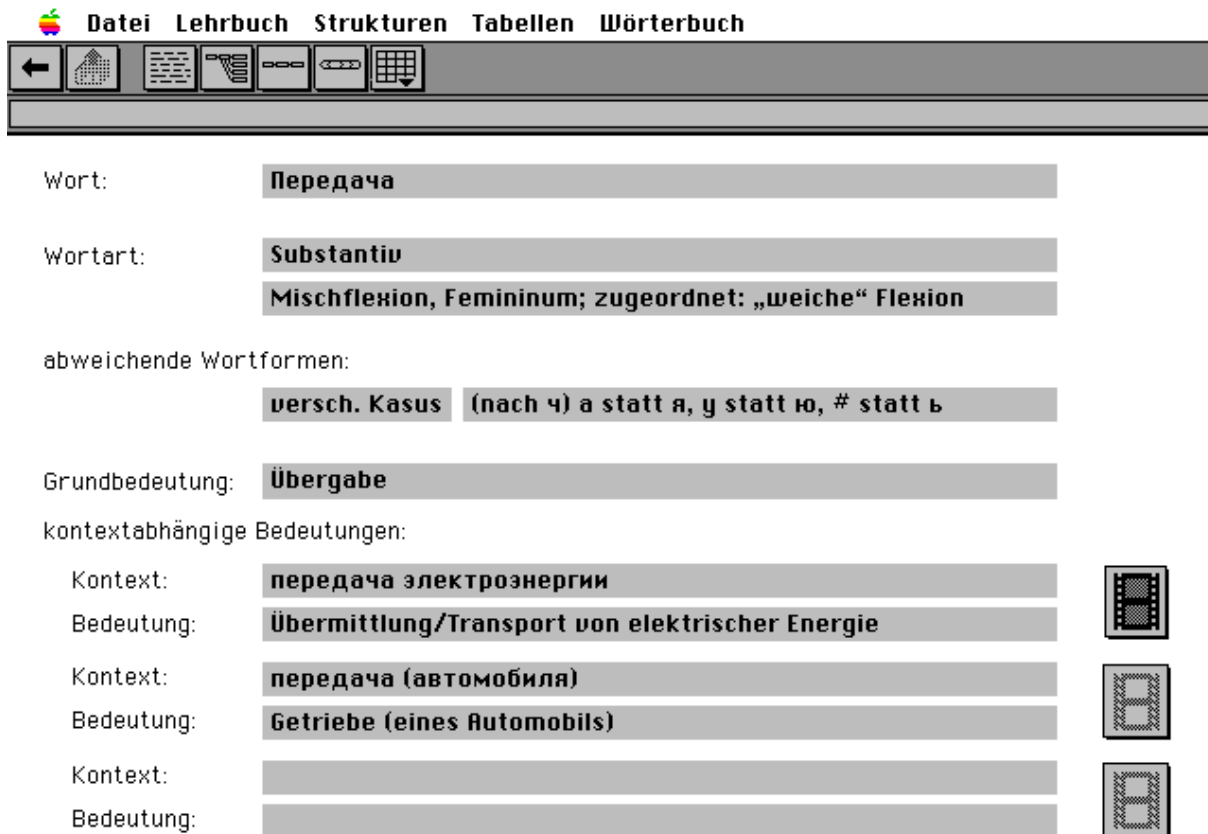 Datei Lehrbuch Strukturen Tabellen Wörterbuch
Wort: Передача
Wortart: Substantiv
Mischflexion, Femininum; zugeordnet: „weiche“ Flexion
abweichende Wortformen:
versch. Kasus (nach ч) а statt я, у statt ю, # statt ь
Grundbedeutung: Übergabe
kontextabhängige Bedeutungen:
Kontext: передача электроэнергии
Bedeutung: Übermittlung/Transport von elektrischer Energie
Kontext: передача (автомобиля)
Bedeutung: Getriebe (eines Automobils)
Kontext:
Bedeutung: